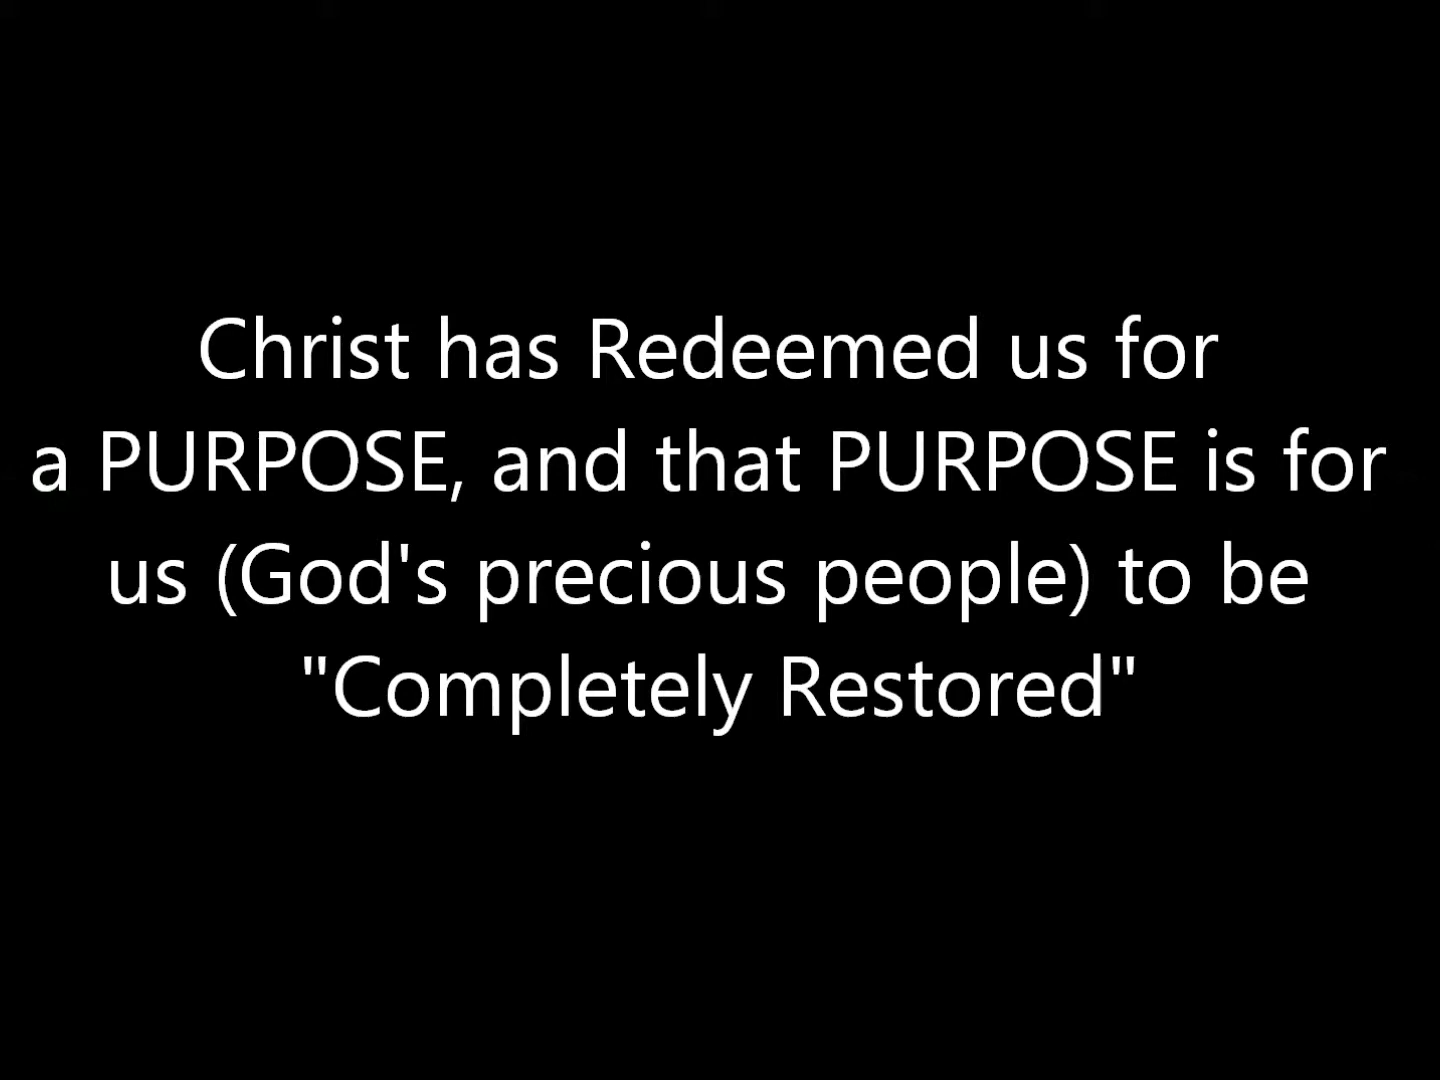 Christ has Redeemed us for
a PURPOSE, and that PURPOSE is for
us (God's precious people) to be
"Completely Restored"